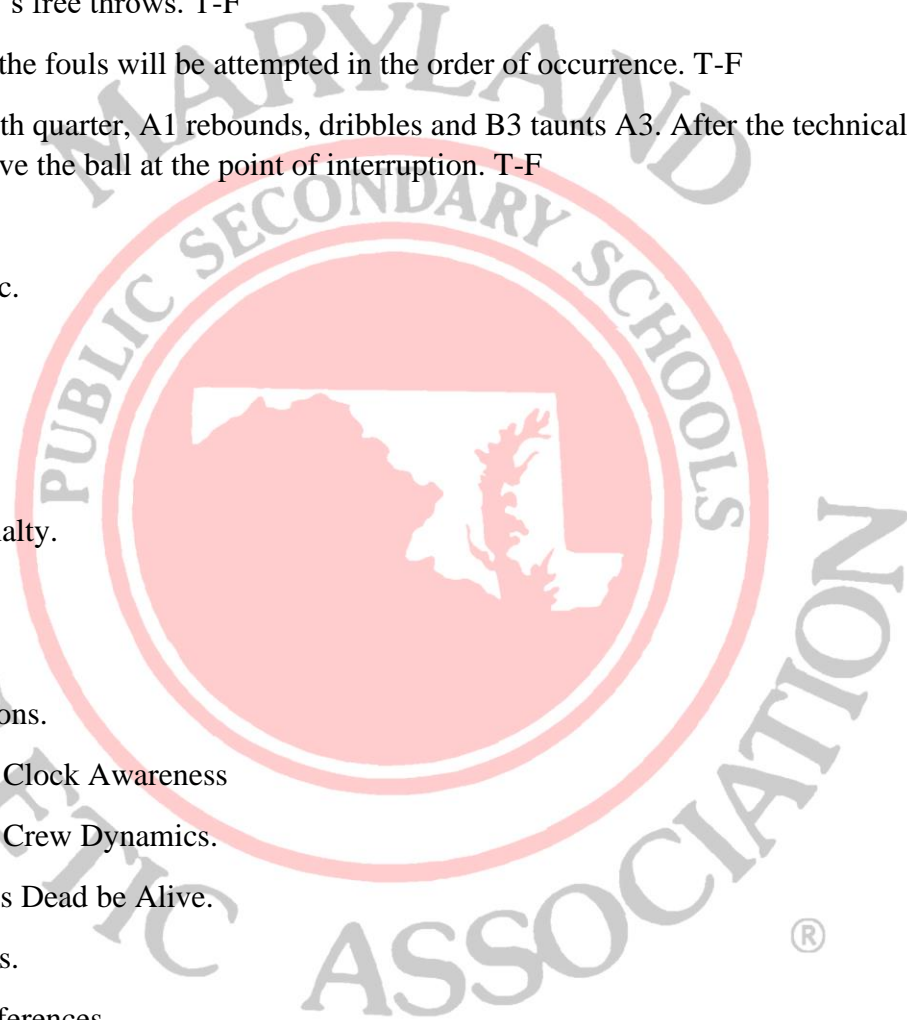 's free throws. T-F
the fouls will be attempted in the order of occurrence. T-F
th quarter, A1 rebounds, dribbles and B3 taunts A3. After the technical
ve the ball at the point of interruption. T-F
c.
alty.
ons.
Clock Awareness
Crew Dynamics.
s Dead be Alive.
s.
ferences
MARYLAND
PUBLIC SECONDARY SCHOOLS
ETIC ASSOCIATION
®